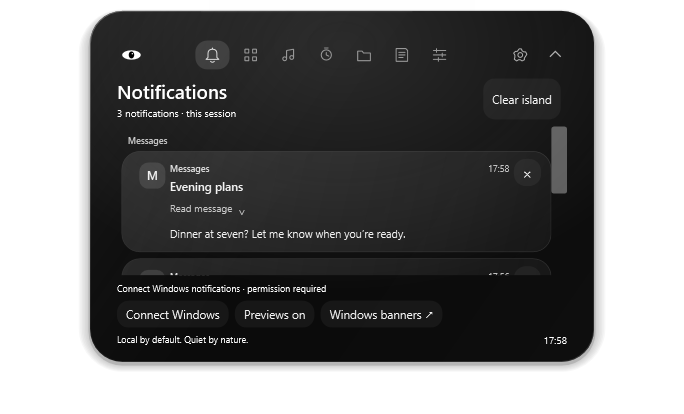 Notifications
3 notifications · this session
Clear island
Messages
M
Messages
17:58
Evening plans
Read message
Dinner at seven? Let me know when you're ready.
Connect Windows notifications · permission required
Connect Windows
Previews on
Windows banners ↗
Local by default. Quiet by nature.
17:58